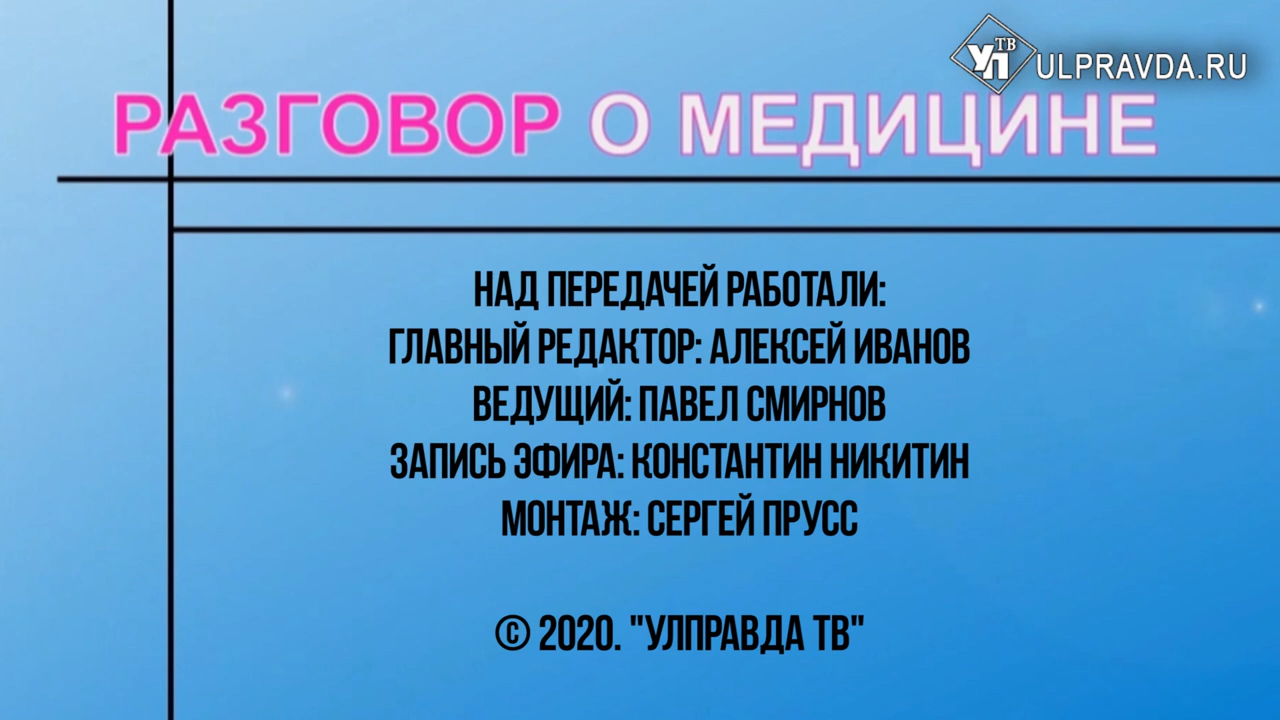 ТВ
УП ULPRAVDA.RU
РАЗГОВОР О МЕДИЦИНЕ
НАД ПЕРЕДАЧЕЙ РАБОТАЛИ:
ГЛАВНЫЙ РЕДАКТОР: АЛЕКСЕЙ ИВАНОВ
ВЕДУЩИЙ: ПАВЕЛ СМИРНОВ
ЗАПИСЬ ЭФИРА: КОНСТАНТИН НИКИТИН
МОНТАЖ: СЕРГЕЙ ПРУСС
© 2020. "УЛПРАВДА ТВ"